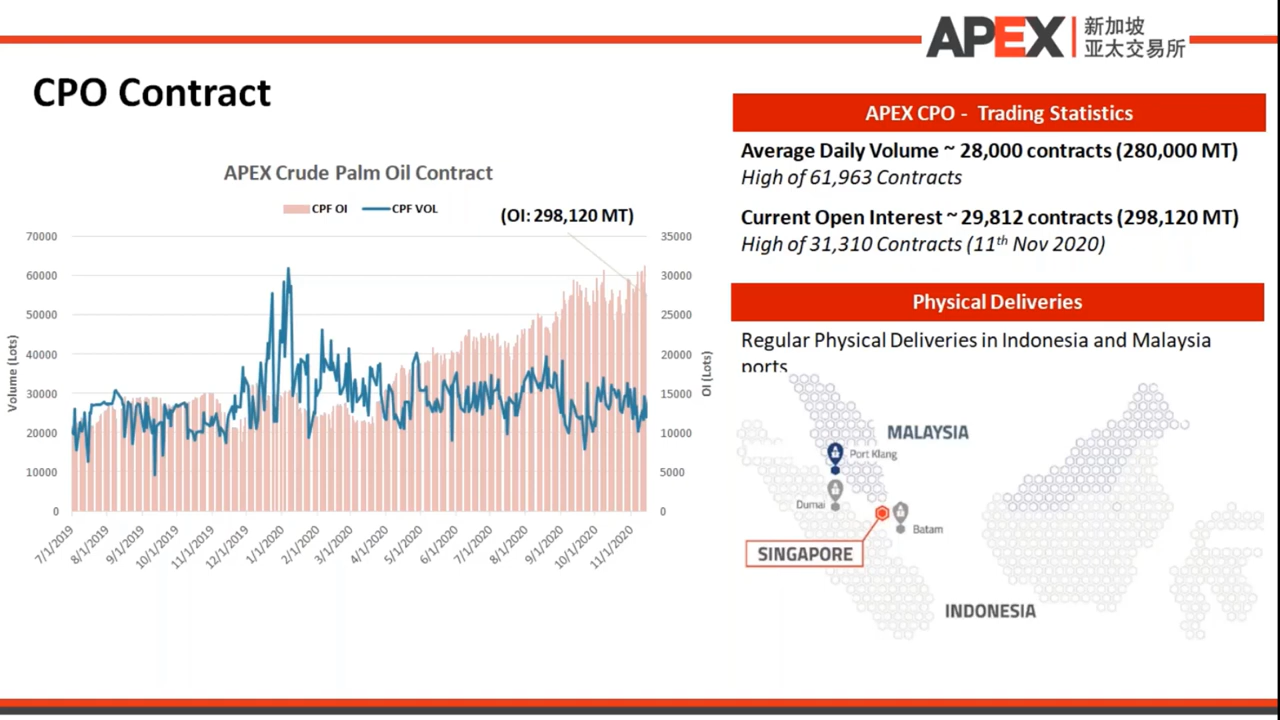 APEX 新加坡
亚太交易所
CPO Contract
APEX Crude Palm Oil Contract
CPF OI CPF VOL
(OI: 298,120 MT)
Volume (Lots)
70000
60000
50000
40000
30000
20000
10000
0
35000
30000
25000
20000
15000
10000
5000
0
OI (Lots)
7/1/2019
8/1/2019
9/1/2019
10/1/2019
11/1/2019
12/1/2019
1/1/2020
2/1/2020
3/1/2020
4/1/2020
5/1/2020
6/1/2020
7/1/2020
8/1/2020
9/1/2020
10/1/2020
11/1/2020
APEX CPO - Trading Statistics
Average Daily Volume ~ 28,000 contracts (280,000 MT)
High of 61,963 Contracts
Current Open Interest ~ 29,812 contracts (298,120 MT)
High of 31,310 Contracts (11th Nov 2020)
Physical Deliveries
Regular Physical Deliveries in Indonesia and Malaysia
ports
MALAYSIA
Port Klang
Dumai
Batam
SINGAPORE
INDONESIA